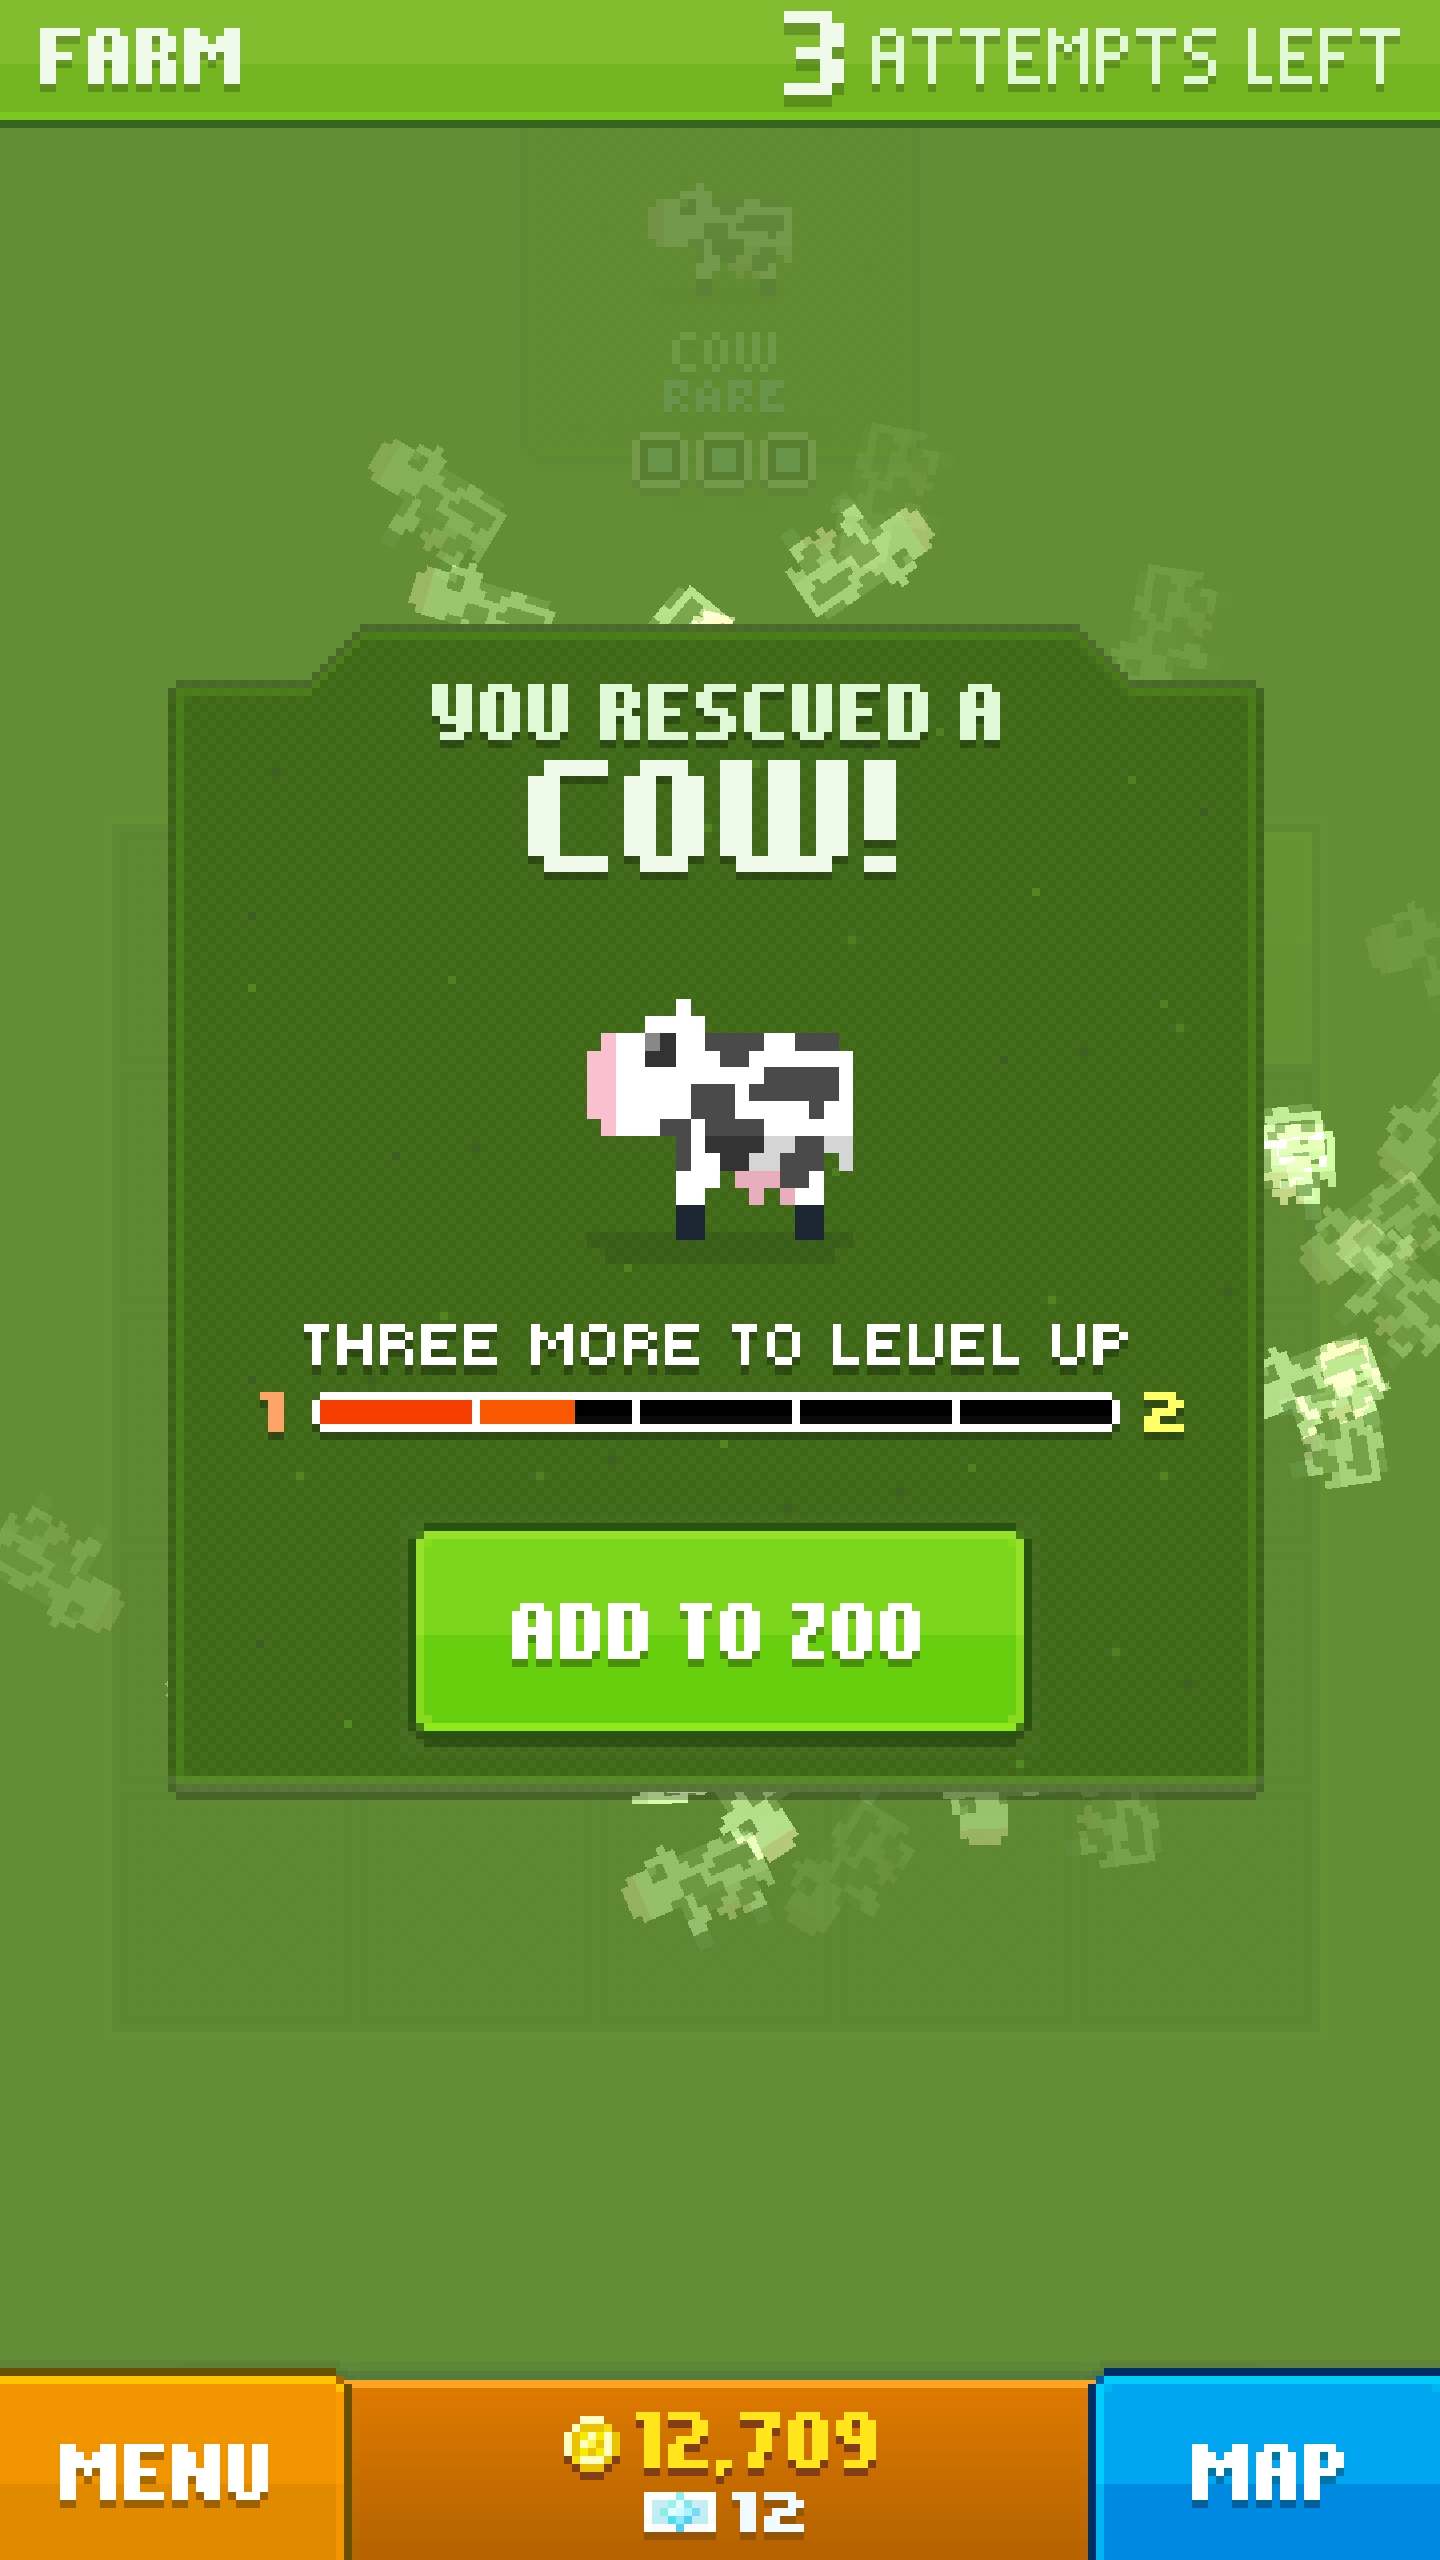 FARM
3 ATTEMPTS LEFT
COW
RARE
YOU RESCUED A
COW!
THREE MORE TO LEVEL UP
1 2
ADD TO ZOO
MENU
12,709
12
MAP